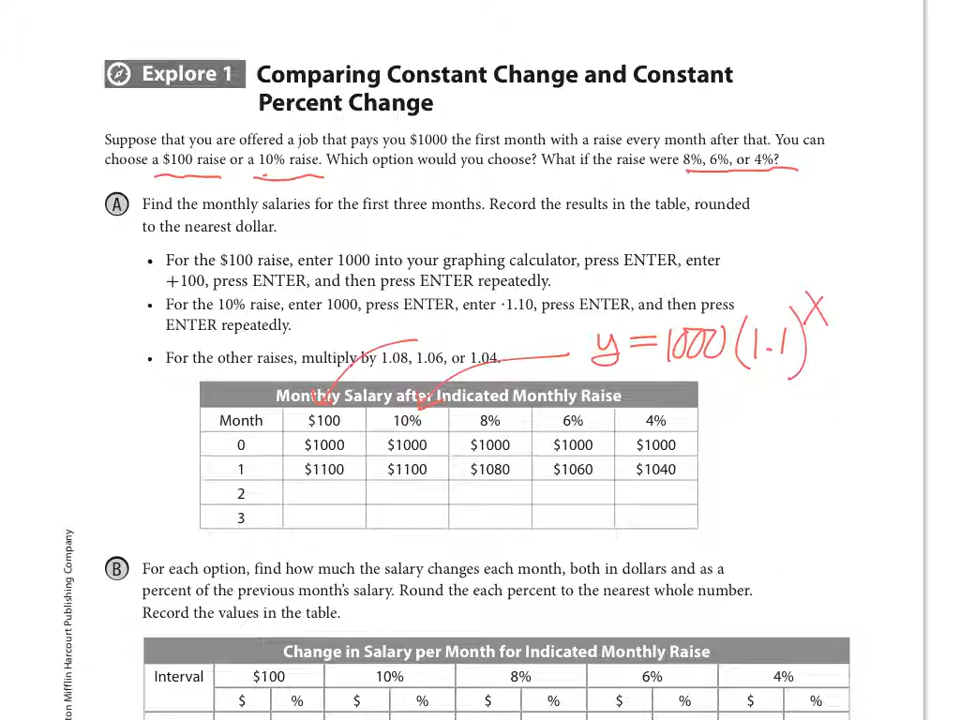 Explore 1 Comparing Constant Change and Constant
Percent Change
Suppose that you are offered a job that pays you $1000 the first month with a raise every month after that. You can
choose a $100 raise or a 10% raise. Which option would you choose? What if the raise were 8%, 6%, or 4%?
A Find the monthly salaries for the first three months. Record the results in the table, rounded
to the nearest dollar.
• For the $100 raise, enter 1000 into your graphing calculator, press ENTER, enter
+100, press ENTER, and then press ENTER repeatedly.
• For the 10% raise, enter 1000, press ENTER, enter ·1.10, press ENTER, and then press
ENTER repeatedly.
• For the other raises, multiply by 1.08, 1.06, or 1.04.
y = 1000 (1.1)^x
Monthly Salary after Indicated Monthly Raise
Month $100 10% 8% 6% 4%
0 $1000 $1000 $1000 $1000 $1000
1 $1100 $1100 $1080 $1060 $1040
2
3
B For each option, find how much the salary changes each month, both in dollars and as a
percent of the previous month's salary. Round the each percent to the nearest whole number.
Record the values in the table.
Change in Salary per Month for Indicated Monthly Raise
Interval $100 10% 8% 6% 4%
$ % $ % $ % $ % $ %
ton Mifflin Harcourt Publishing Company